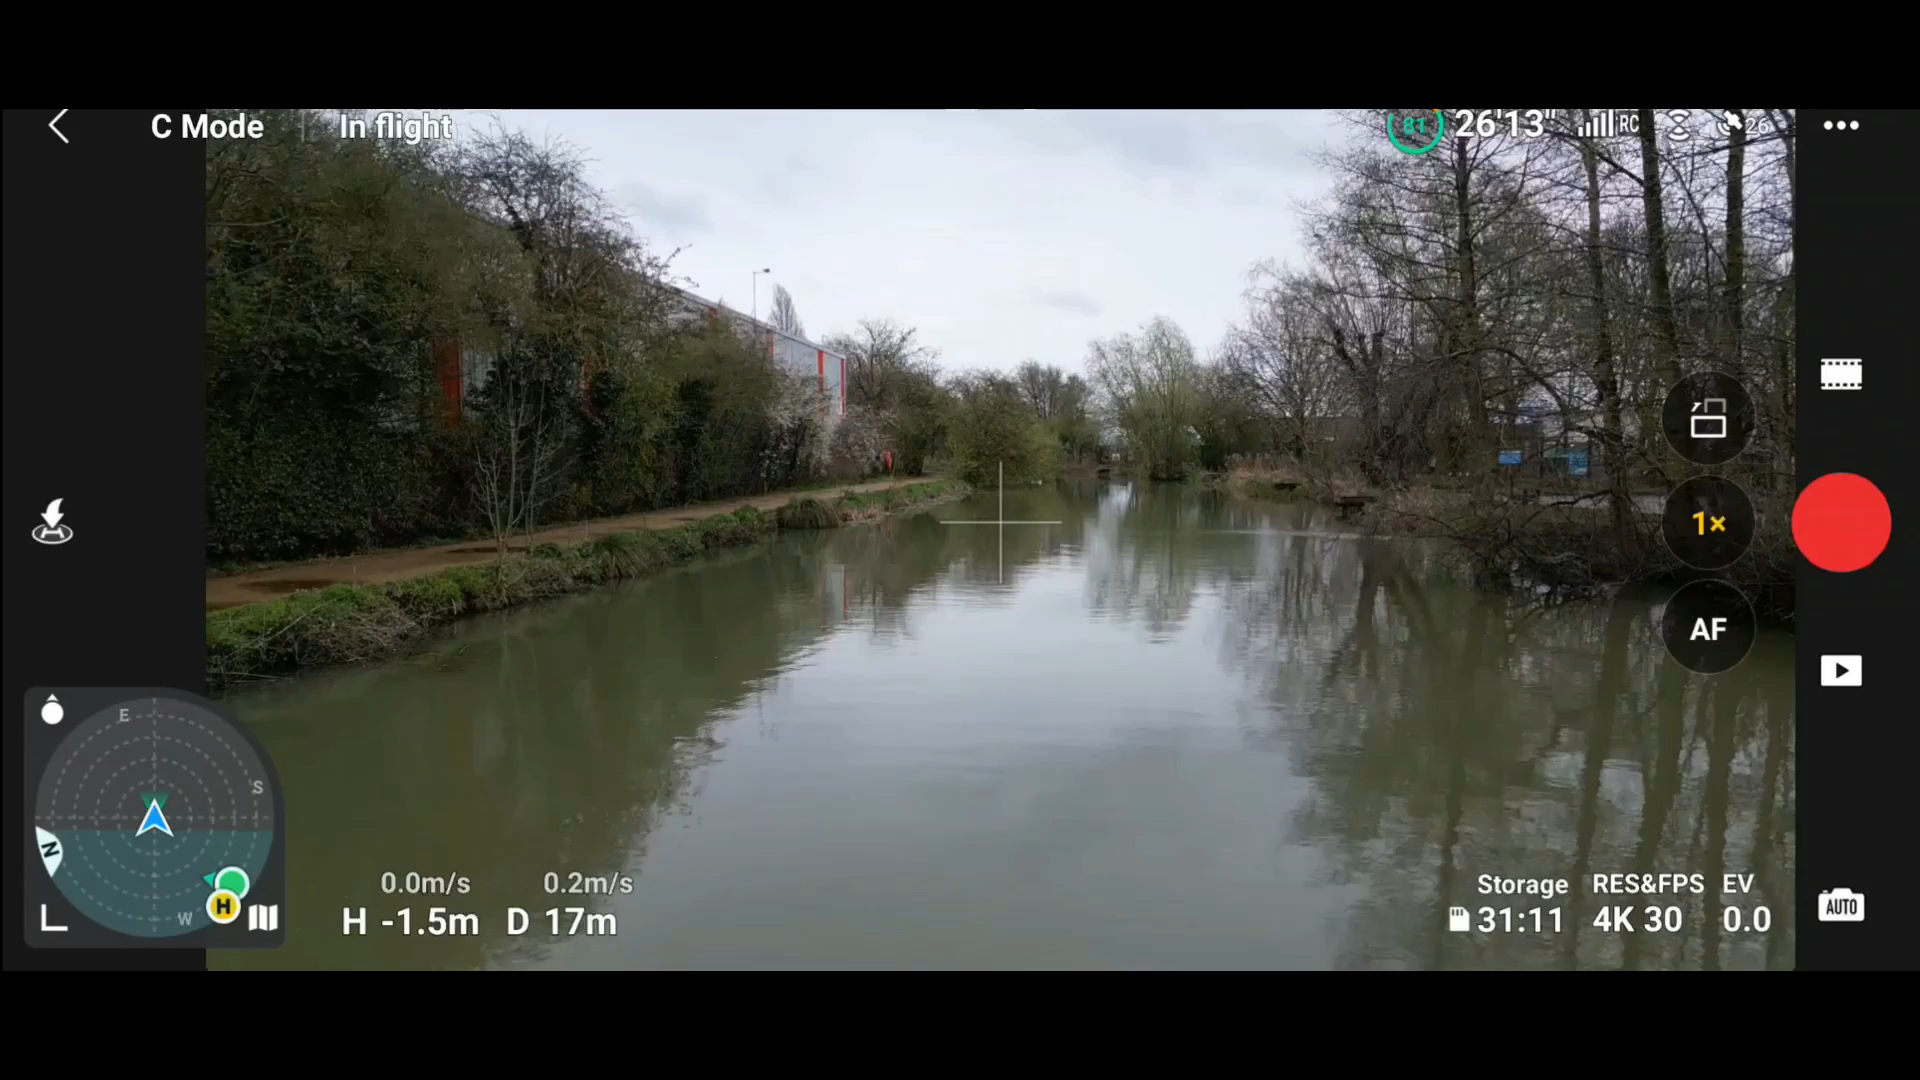 C Mode | In flight
81 26'13" RC 26
1×
AF
E
S
N
W
H
0.0m/s 0.2m/s
H -1.5m D 17m
Storage RES&FPS EV
31:11 4K 30 0.0
AUTO